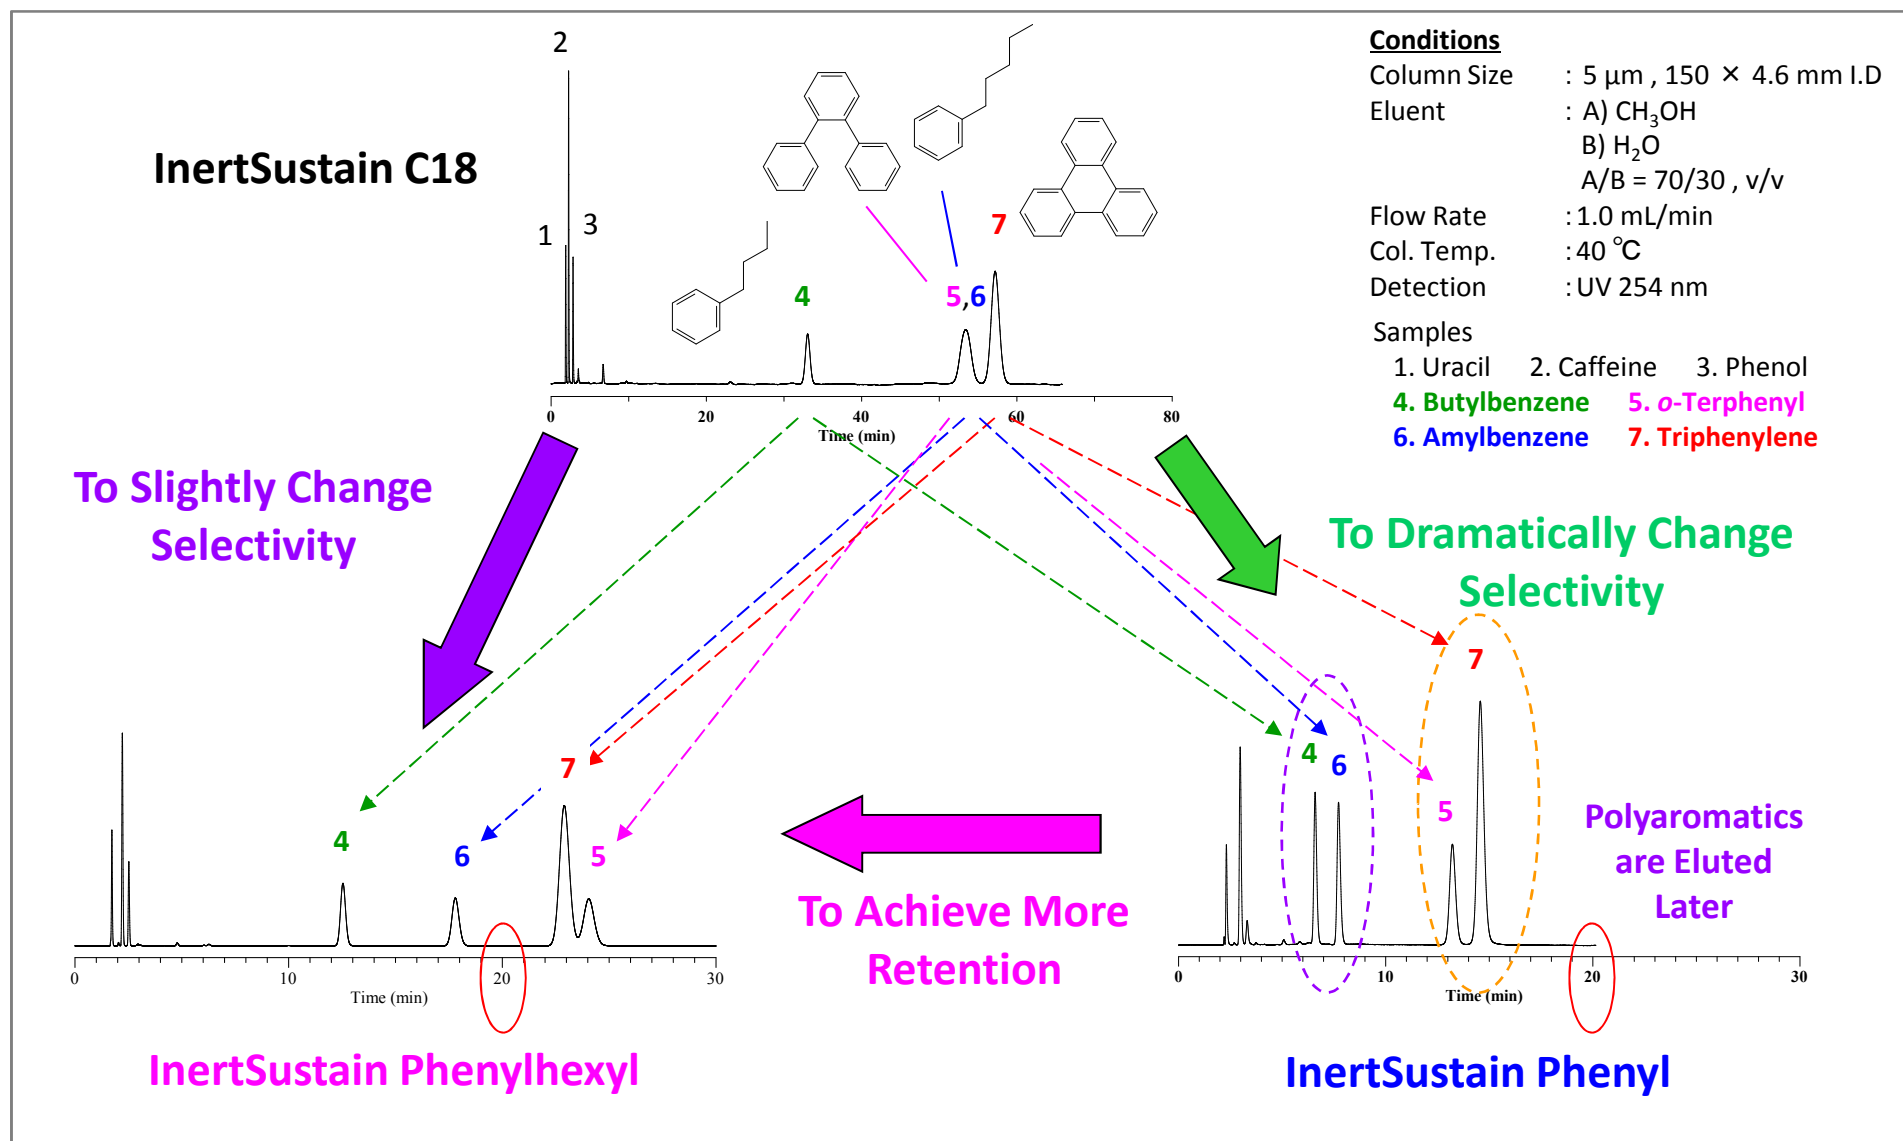 Conditions
Column Size : 5 μm , 150 × 4.6 mm I.D
Eluent : A) CH₃OH
B) H₂O
A/B = 70/30 , v/v
Flow Rate : 1.0 mL/min
Col. Temp. : 40 ℃
Detection : UV 254 nm
Samples
1. Uracil 2. Caffeine 3. Phenol
4. Butylbenzene 5. o-Terphenyl
6. Amylbenzene 7. Triphenylene
InertSustain C18
2
1
3
4
5,6
7
0 20 40 60 80
Time (min)
To Slightly Change
Selectivity
To Dramatically Change
Selectivity
4
6
7
5
0 10 20 30
Time (min)
InertSustain Phenylhexyl
To Achieve More
Retention
4
6
5
7
Polyaromatics
are Eluted
Later
0 10 20 30
Time (min)
InertSustain Phenyl